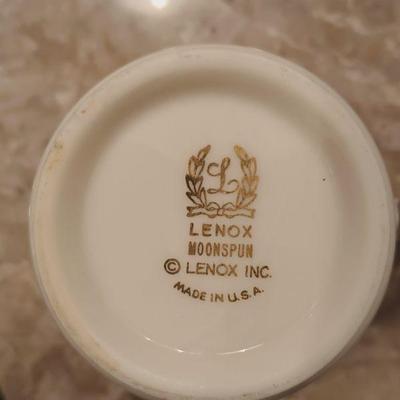 L
LENOX
MOONSPUN
© LENOX INC.
MADE IN U.S.A.